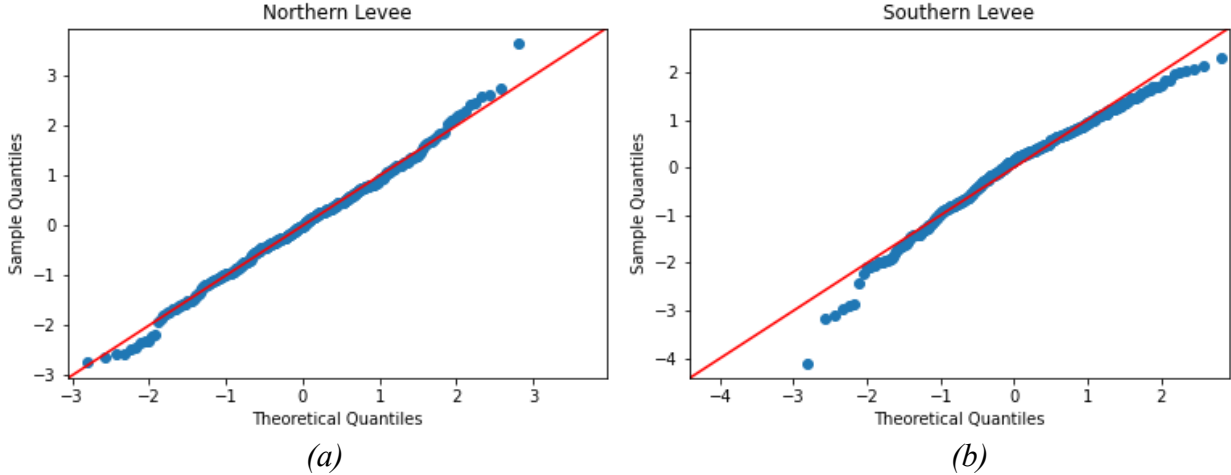 Northern Levee
Sample Quantiles
3
2
1
0
−1
−2
−3
−3 −2 −1 0 1 2 3
Theoretical Quantiles
(a)
Southern Levee
Sample Quantiles
2
1
0
−1
−2
−3
−4
−4 −3 −2 −1 0 1 2
Theoretical Quantiles
(b)